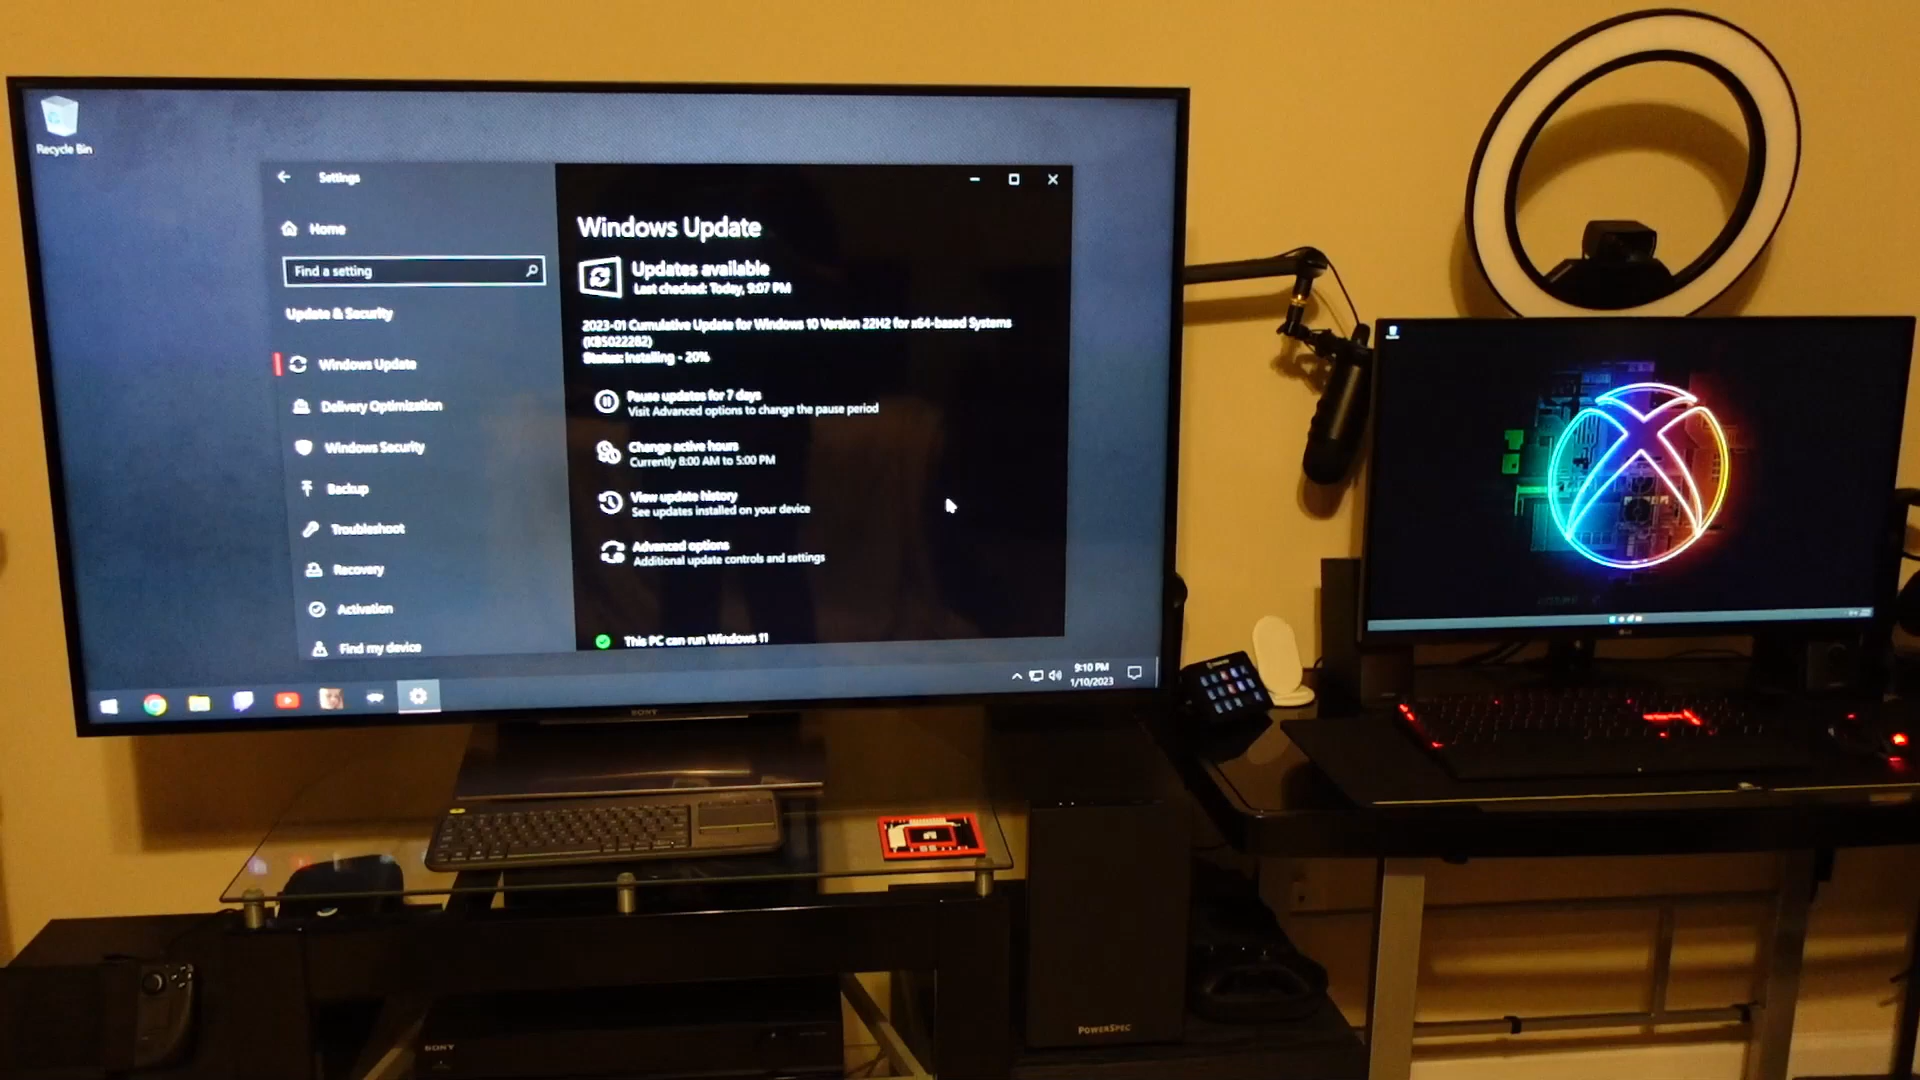 Recycle Bin
Settings
Home
Find a setting
Update & Security
Windows Update
Delivery Optimization
Windows Security
Backup
Troubleshoot
Recovery
Activation
Find my device
Windows Update
Updates available
Last checked: Today, 9:07 PM
2023-01 Cumulative Update for Windows 10 Version 22H2 for x64-based Systems
(KB5022282)
Status: Installing - 20%
Pause updates for 7 days
Visit Advanced options to change the pause period
Change active hours
Currently 8:00 AM to 5:00 PM
View update history
See updates installed on your device
Advanced options
Additional update controls and settings
This PC can run Windows 11
9:10 PM
1/10/2023
SONY
SONY
POWERSPEC
LG